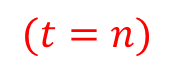 (t = n)